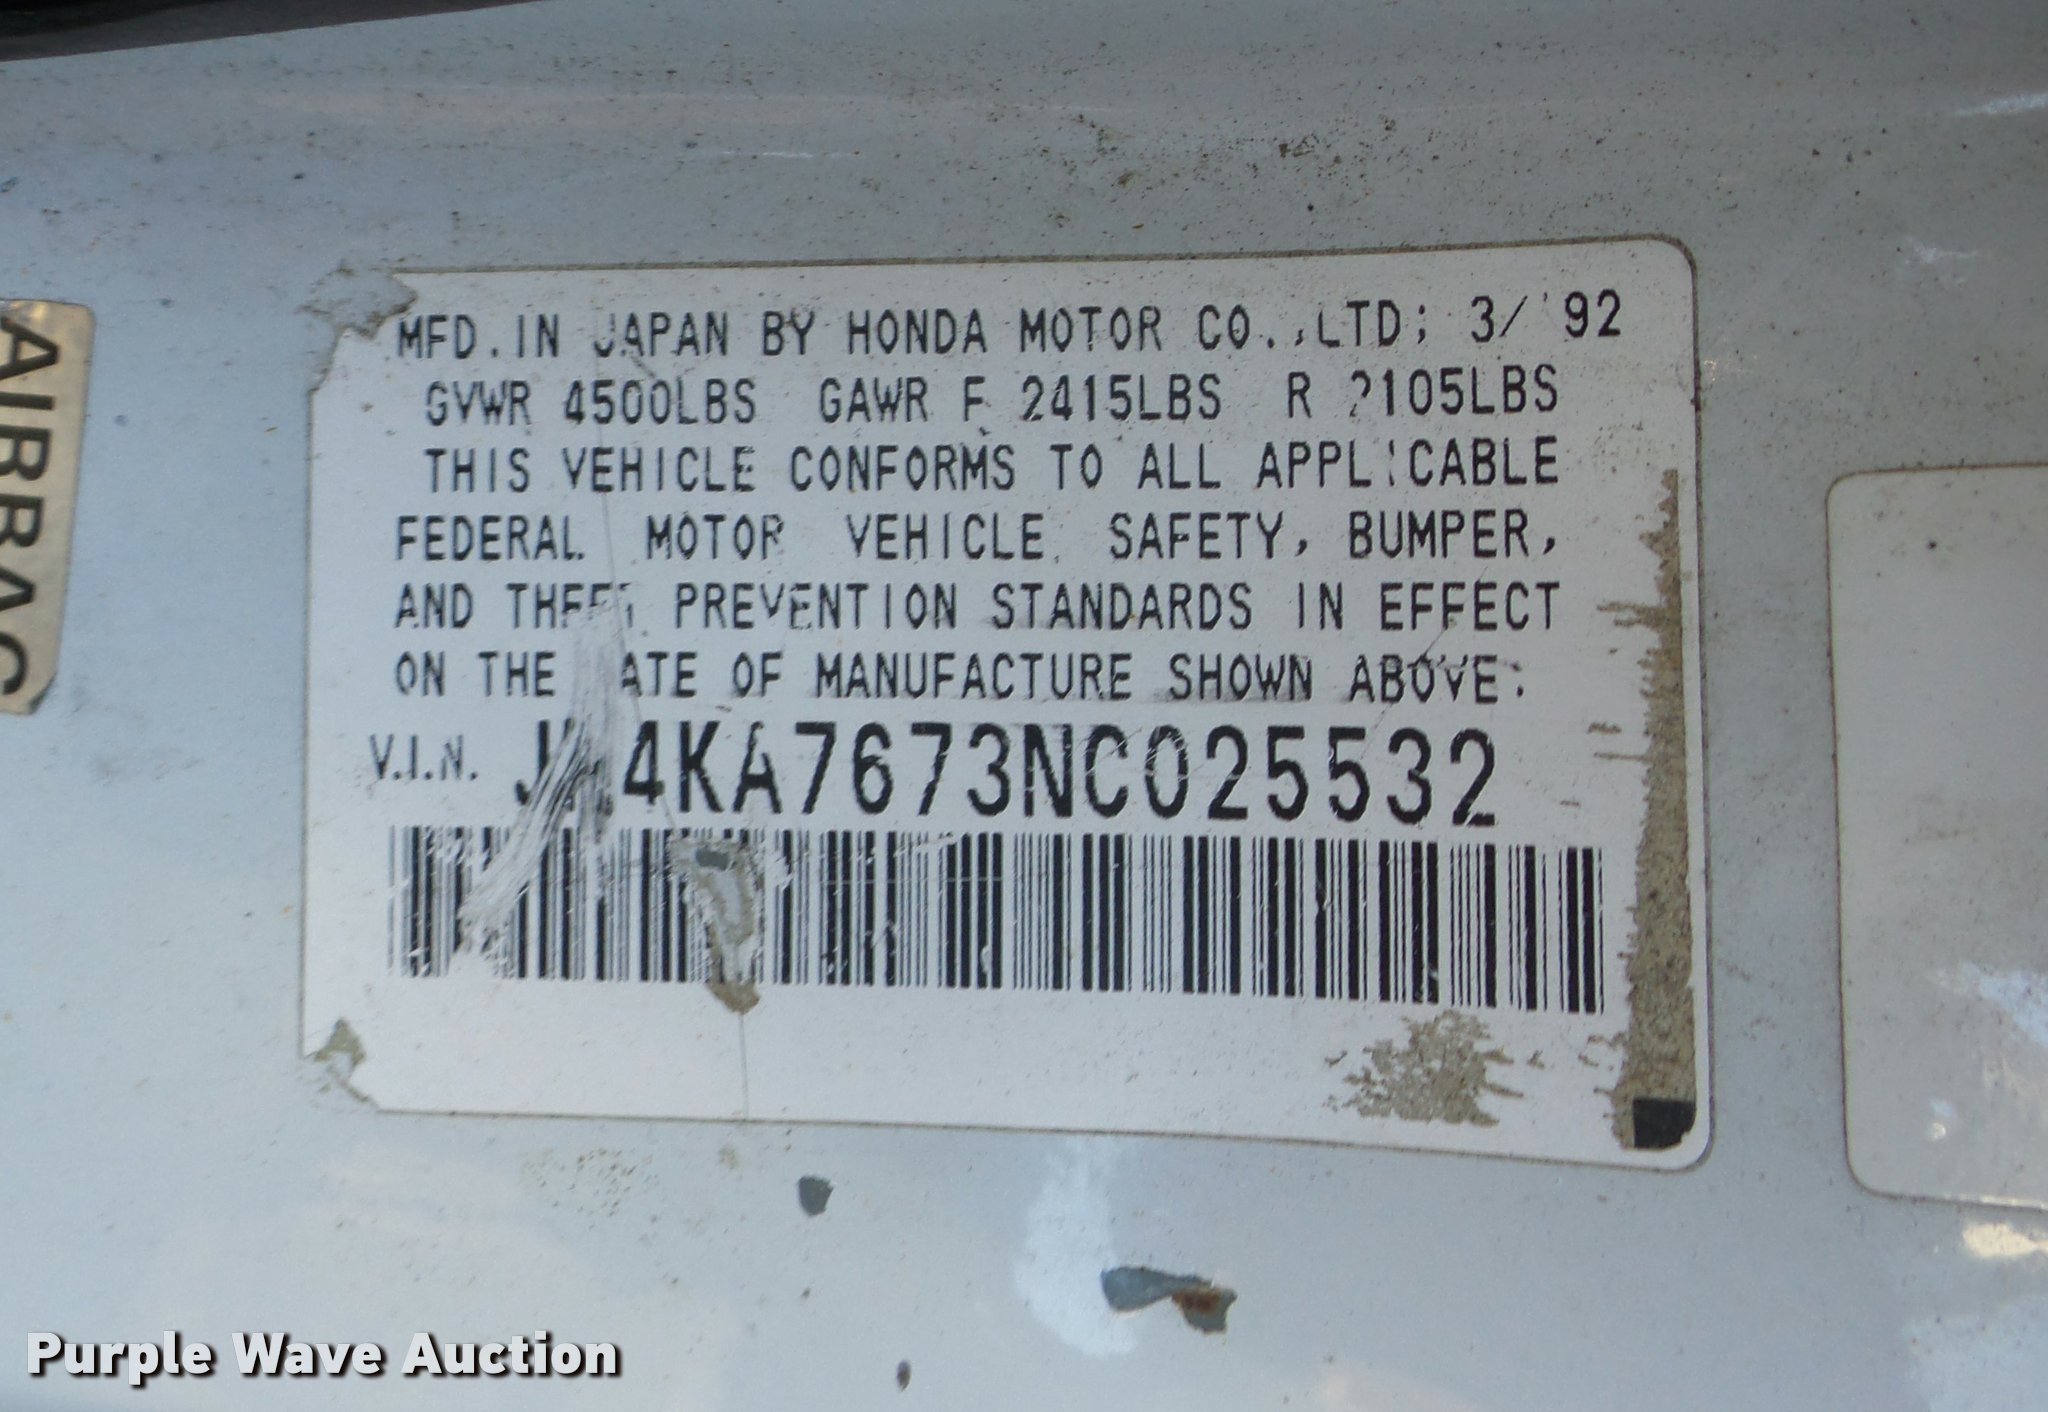 AIRBAG
MFD. IN JAPAN BY HONDA MOTOR CO., LTD; 3/ '92
GVWR 4500LBS GAWR F 2415LBS R 2105LBS
THIS VEHICLE CONFORMS TO ALL APPLICABLE
FEDERAL MOTOR VEHICLE SAFETY, BUMPER,
AND THEFT PREVENTION STANDARDS IN EFFECT
ON THE DATE OF MANUFACTURE SHOWN ABOVE:
V.I.N. JH4KA7673NC025532
Purple Wave Auction